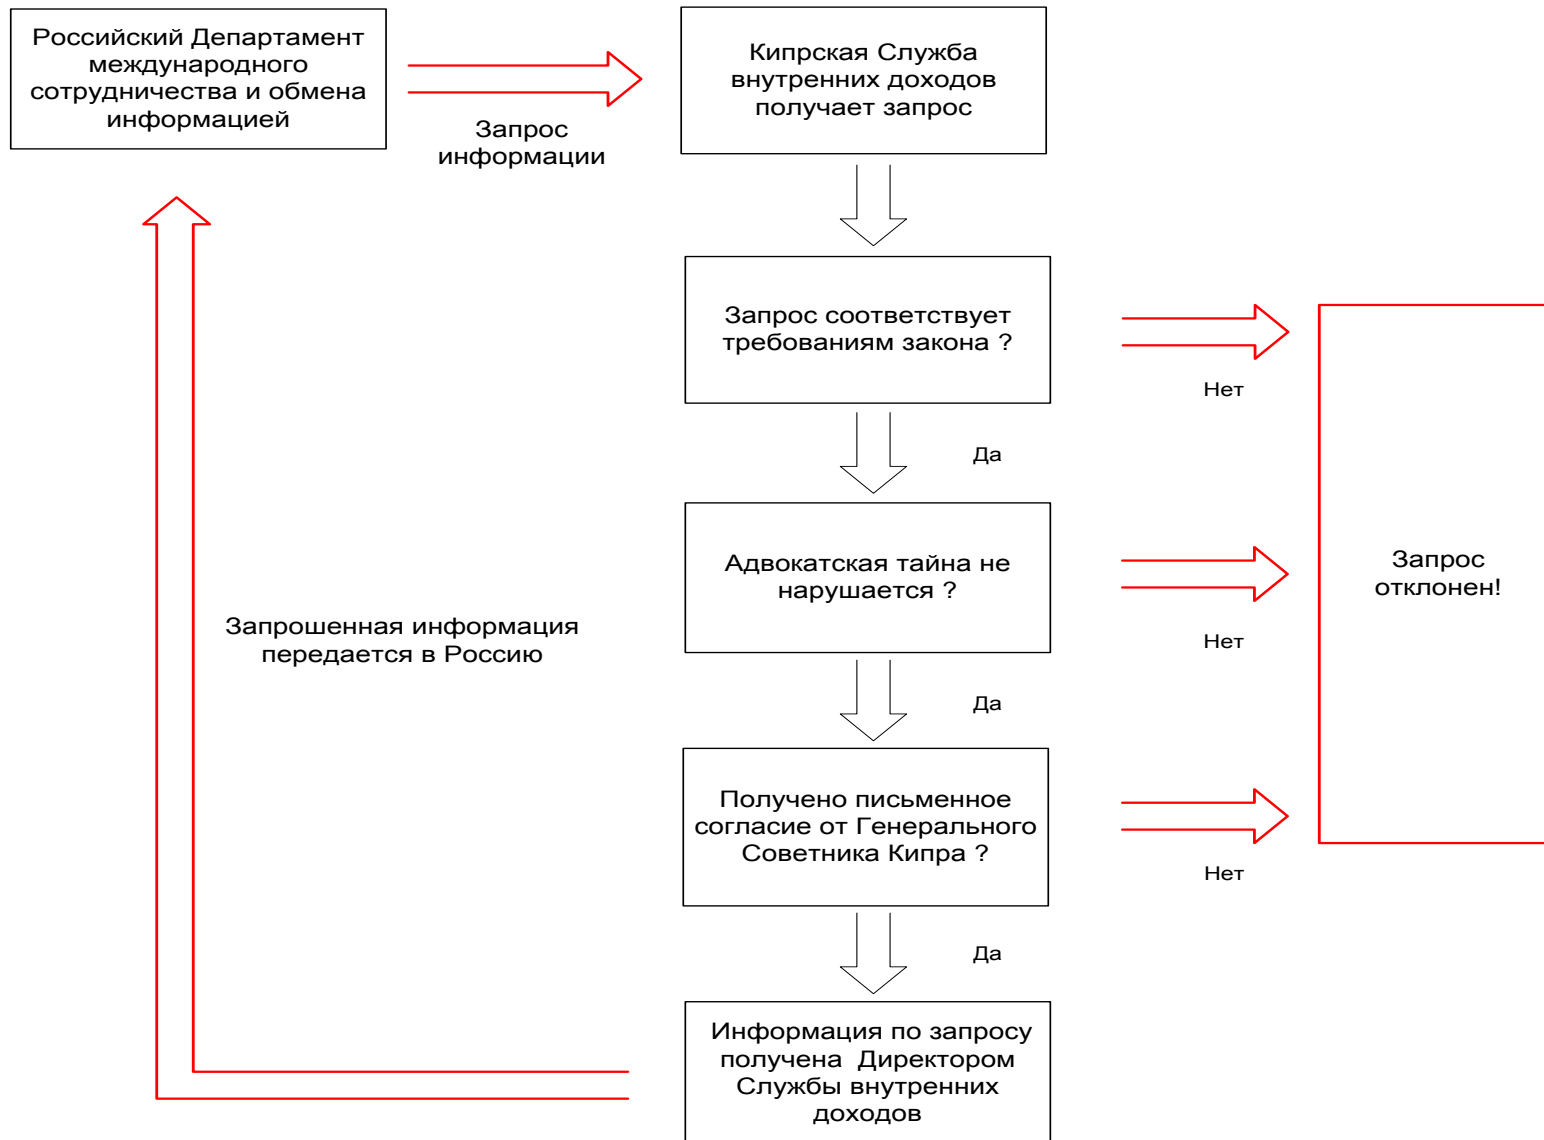 Российский Департамент
международного
сотрудничества и обмена
информацией
Запрос
информации
Кипрская Служба
внутренних доходов
получает запрос
Запрос соответствует
требованиям закона ?
Нет
Да
Адвокатская тайна не
нарушается ?
Нет
Запрос
отклонен!
Запрошенная информация
передается в Россию
Да
Получено письменное
согласие от Генерального
Советника Кипра ?
Нет
Да
Информация по запросу
получена Директором
Службы внутренних
доходов